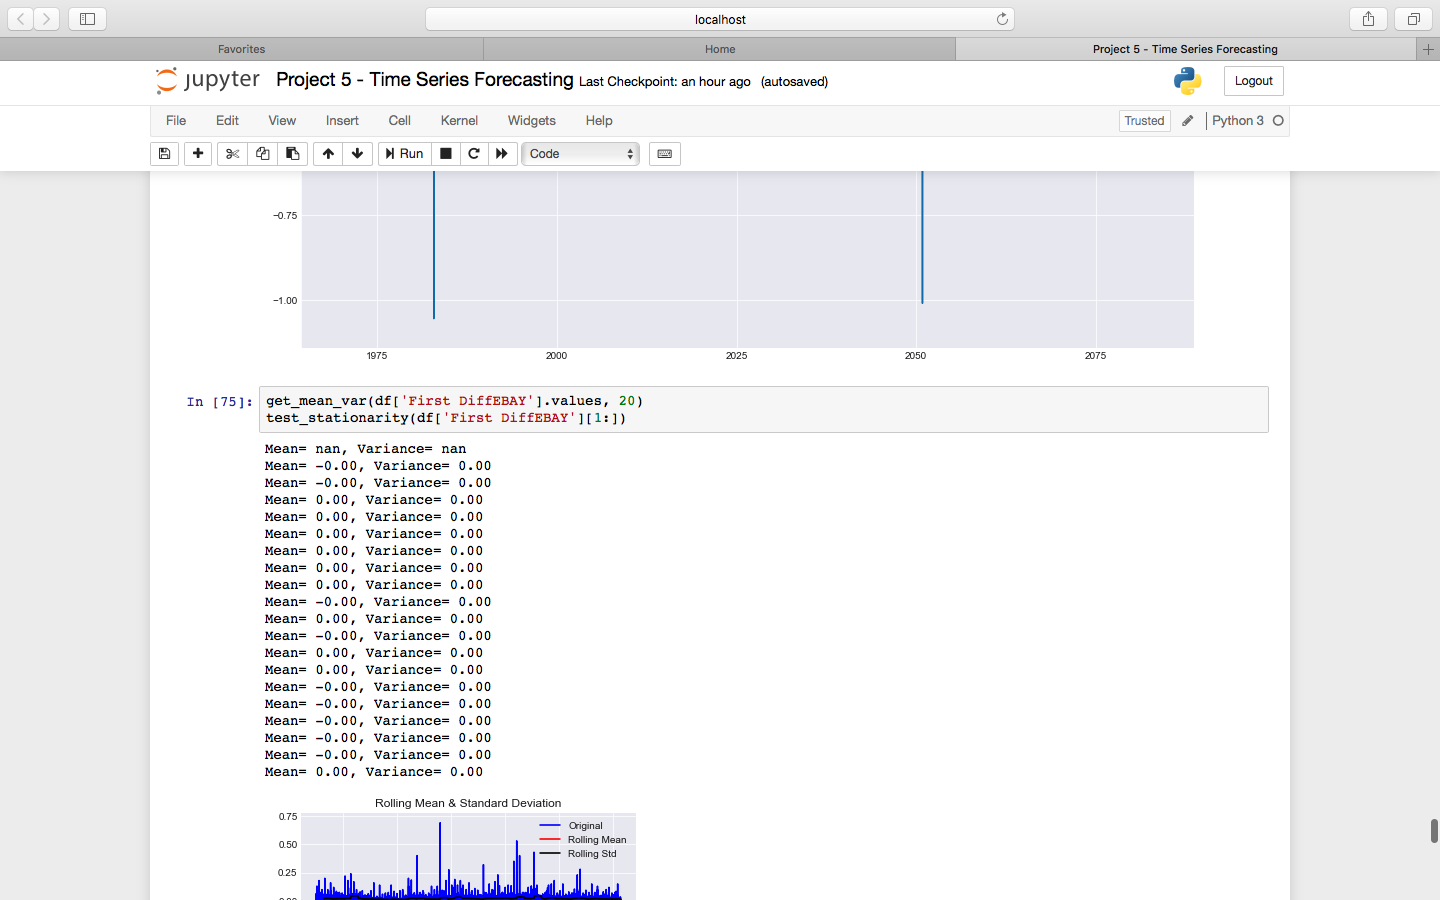 localhost
Favorites
Home
Project 5 - Time Series Forecasting
jupyter Project 5 - Time Series Forecasting Last Checkpoint: an hour ago (autosaved)
Logout
File Edit View Insert Cell Kernel Widgets Help
Trusted
Python 3
Run
Code
−0.75
−1.00
1975 2000 2025 2050 2075
In [75]: get_mean_var(df['First DiffEBAY'].values, 20)
test_stationarity(df['First DiffEBAY'][1:])
Mean= nan, Variance= nan
Mean= -0.00, Variance= 0.00
Mean= -0.00, Variance= 0.00
Mean= 0.00, Variance= 0.00
Mean= 0.00, Variance= 0.00
Mean= 0.00, Variance= 0.00
Mean= 0.00, Variance= 0.00
Mean= 0.00, Variance= 0.00
Mean= 0.00, Variance= 0.00
Mean= -0.00, Variance= 0.00
Mean= 0.00, Variance= 0.00
Mean= -0.00, Variance= 0.00
Mean= 0.00, Variance= 0.00
Mean= 0.00, Variance= 0.00
Mean= -0.00, Variance= 0.00
Mean= -0.00, Variance= 0.00
Mean= -0.00, Variance= 0.00
Mean= -0.00, Variance= 0.00
Mean= -0.00, Variance= 0.00
Mean= 0.00, Variance= 0.00
Rolling Mean & Standard Deviation
0.75
Original
Rolling Mean
0.50
Rolling Std
0.25